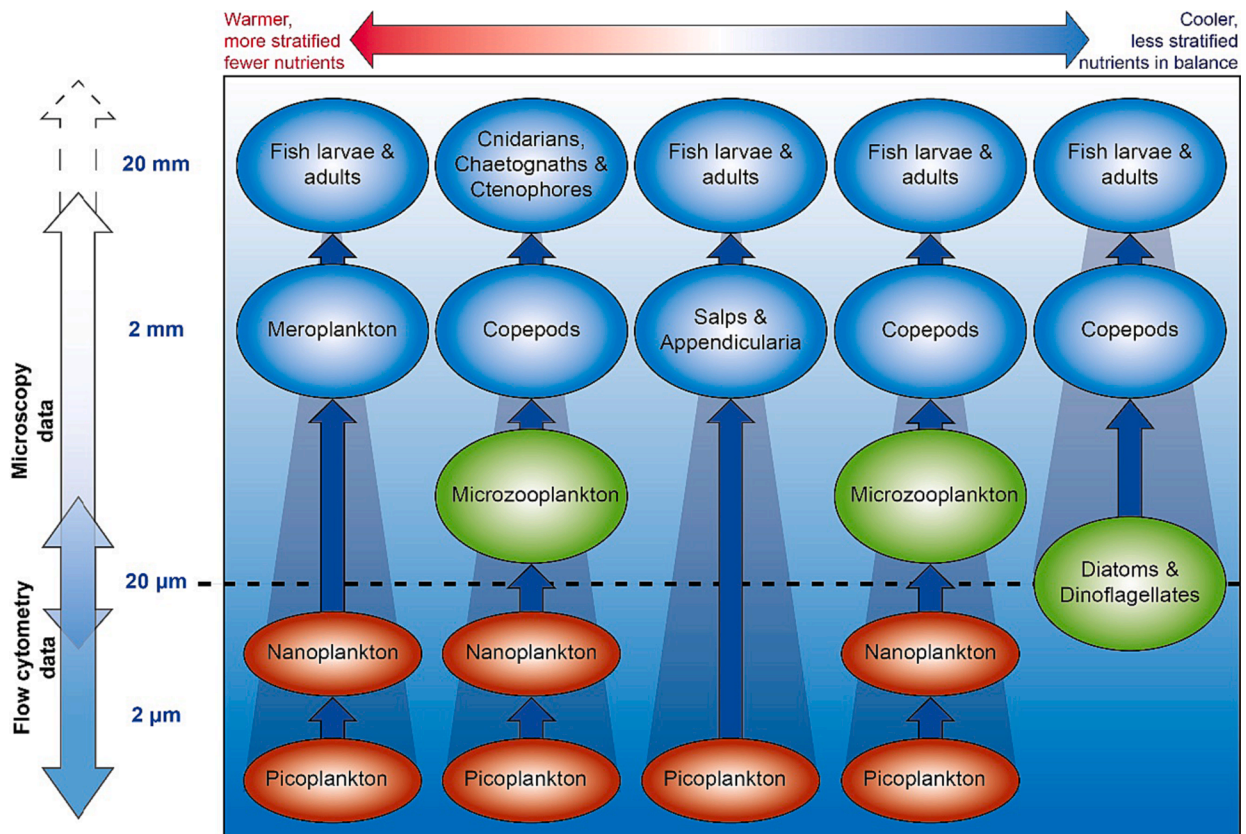 Warmer,
more stratified
fewer nutrients
Cooler,
less stratified
nutrients in balance
20 mm
2 mm
20 µm
2 µm
Microscopy
data
Flow cytometry
data
Fish larvae &
adults
Cnidarians,
Chaetognaths &
Ctenophores
Fish larvae &
adults
Fish larvae &
adults
Fish larvae &
adults
Meroplankton
Copepods
Salps &
Appendicularia
Copepods
Copepods
Microzooplankton
Microzooplankton
Diatoms &
Dinoflagellates
Nanoplankton
Nanoplankton
Nanoplankton
Picoplankton
Picoplankton
Picoplankton
Picoplankton